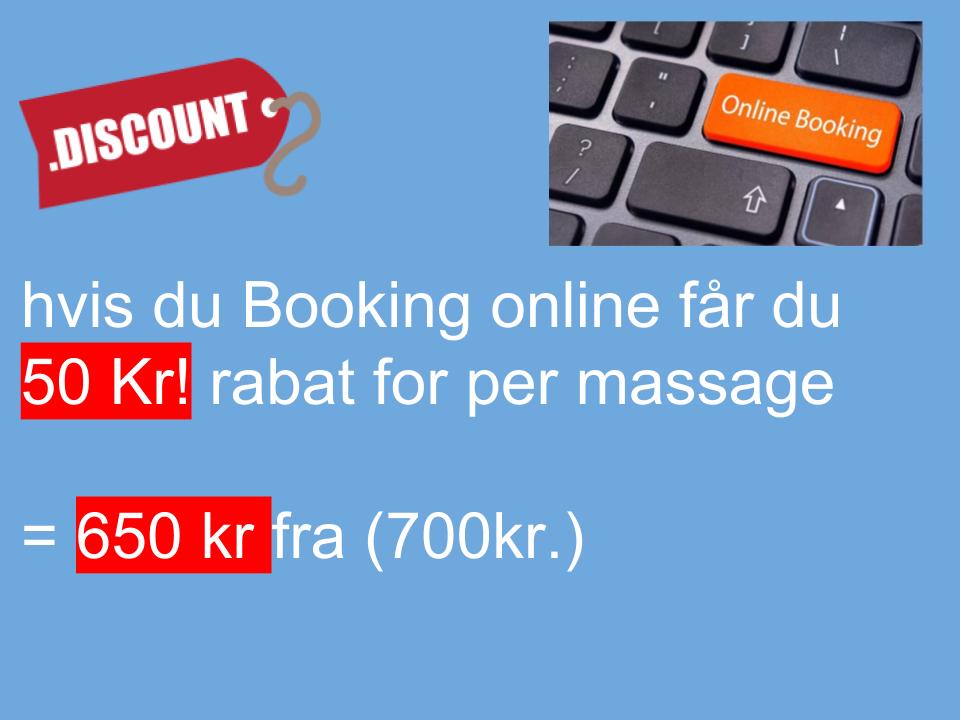 .DISCOUNT
Online Booking
hvis du Booking online får du
50 Kr! rabat for per massage
= 650 kr fra (700kr.)
]
| \
: ;
" '
? /